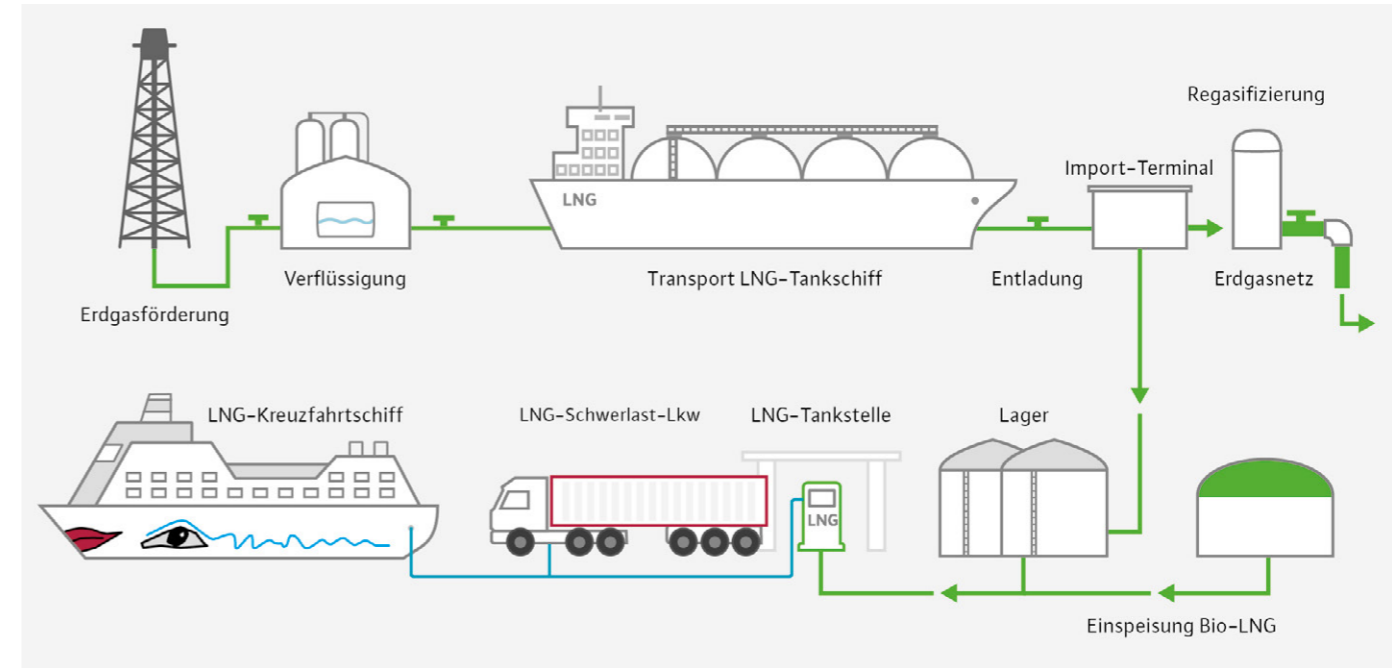 Regasifizierung
Import-Terminal
LNG
Verflüssigung
Transport LNG-Tankschiff
Entladung
Erdgasnetz
Erdgasförderung
LNG-Kreuzfahrtschiff
LNG-Schwerlast-Lkw
LNG-Tankstelle
Lager
LNG
Einspeisung Bio-LNG